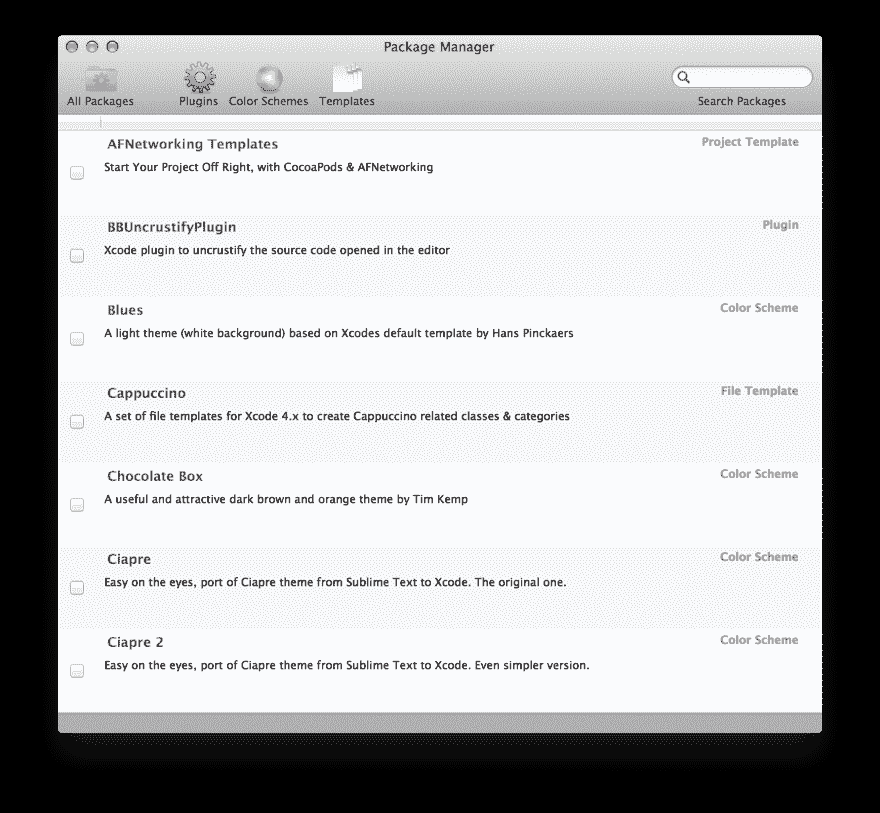 Package Manager
All Packages Plugins Color Schemes Templates Search Packages
AFNetworking Templates Project Template
Start Your Project Off Right, with CocoaPods & AFNetworking
BBUncrustifyPlugin Plugin
Xcode plugin to uncrustify the source code opened in the editor
Blues Color Scheme
A light theme (white background) based on Xcodes default template by Hans Pinckaers
Cappuccino File Template
A set of file templates for Xcode 4.x to create Cappuccino related classes & categories
Chocolate Box Color Scheme
A useful and attractive dark brown and orange theme by Tim Kemp
Ciapre Color Scheme
Easy on the eyes, port of Ciapre theme from Sublime Text to Xcode. The original one.
Ciapre 2 Color Scheme
Easy on the eyes, port of Ciapre theme from Sublime Text to Xcode. Even simpler version.